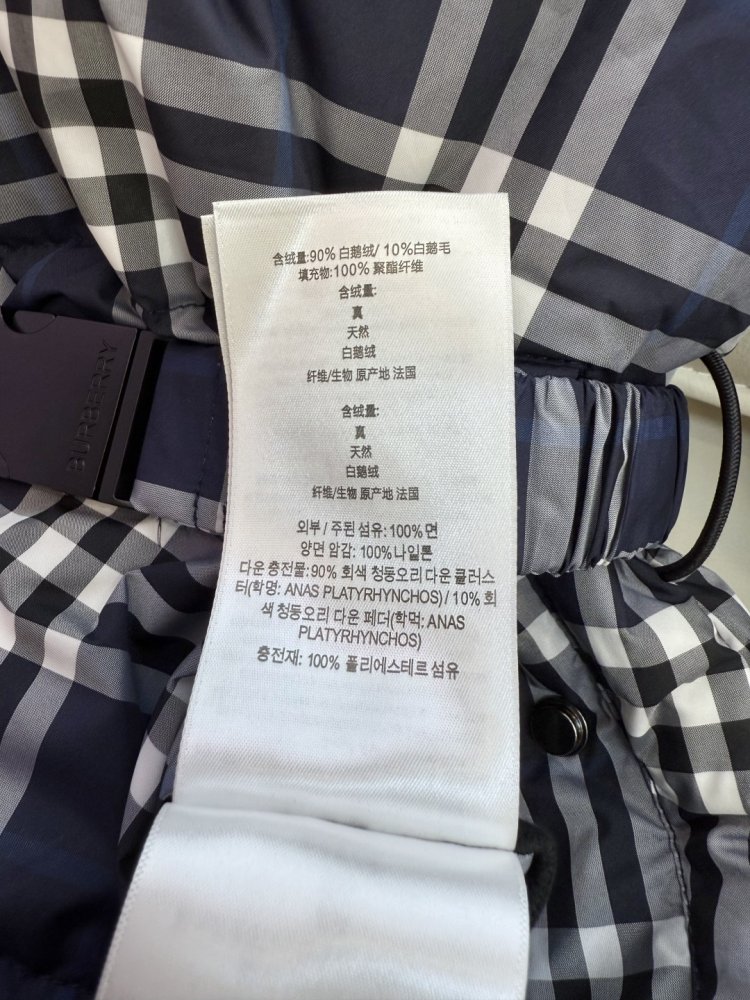 含绒量:90% 白鹅绒/ 10%白鹅毛
填充物:100% 聚酯纤维
含绒量:
真
天然
白鹅绒
纤维/生物 原产地 法国
含绒量:
真
天然
白鹅绒
纤维/生物 原产地 法国
외부 / 주된 섬유: 100% 면
양면 암감: 100% 나일론
다운 충전물: 90% 회색 청둥오리 다운 클러스
터(학명: ANAS PLATYRHYNCHOS) / 10% 회
색 청둥오리 다운 페더(학먹: ANAS
PLATYRHYNCHOS)
충전재: 100% 폴리에스테르 섬유
BURBERRY